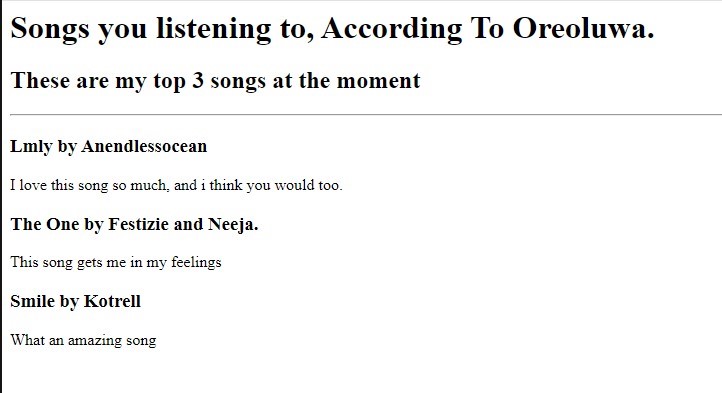 Songs you listening to, According To Oreoluwa.
These are my top 3 songs at the moment
Lmly by Anendlessocean
I love this song so much, and i think you would too.
The One by Festizie and Neeja.
This song gets me in my feelings
Smile by Kotrell
What an amazing song